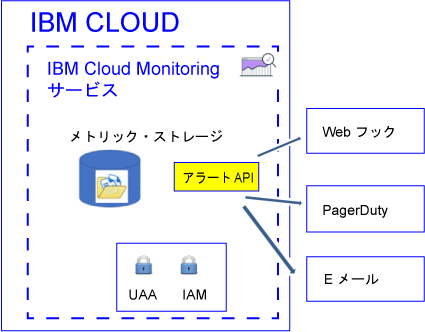 IBM CLOUD
IBM Cloud Monitoring
サービス
メトリック・ストレージ
アラート API
Web フック
PagerDuty
E メール
UAA
IAM